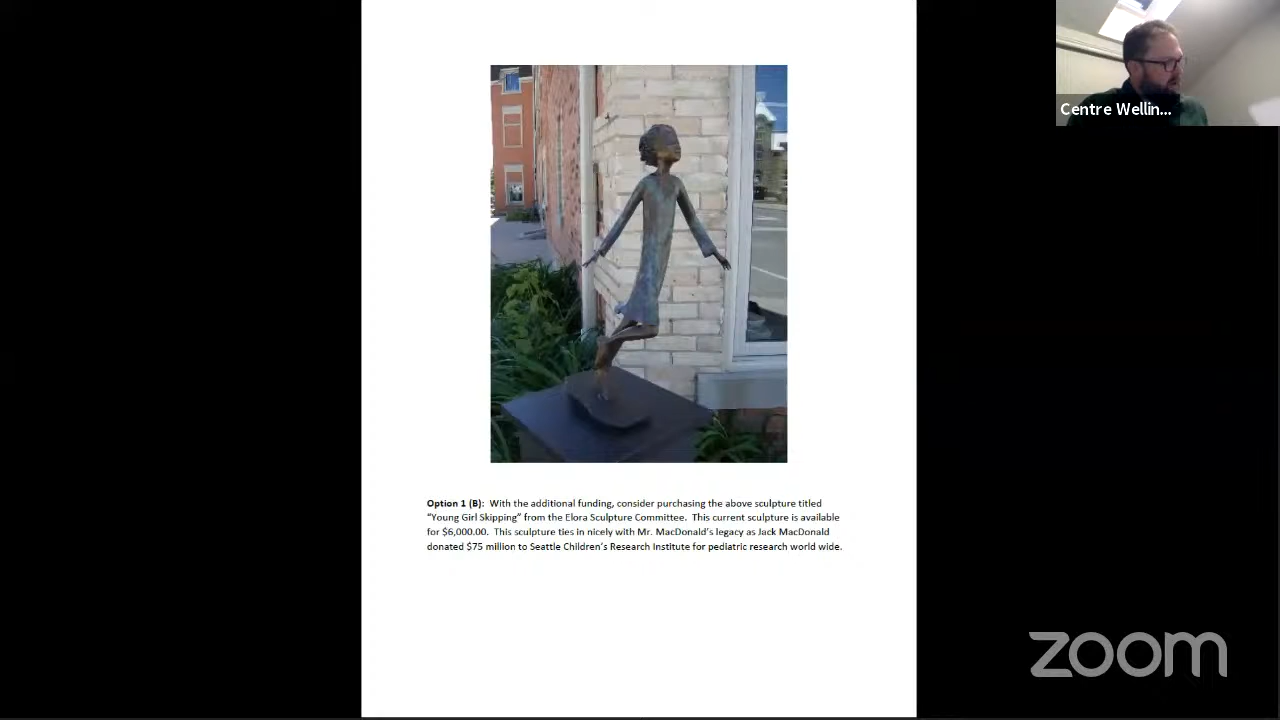 Centre Wellin...
Option 1 (B): With the additional funding, consider purchasing the above sculpture titled
“Young Girl Skipping” from the Elora Sculpture Committee. This current sculpture is available
for $6,000.00. This sculpture ties in nicely with Mr. MacDonald’s legacy as Jack MacDonald
donated $75 million to Seattle Children’s Research Institute for pediatric research world wide.
zoom